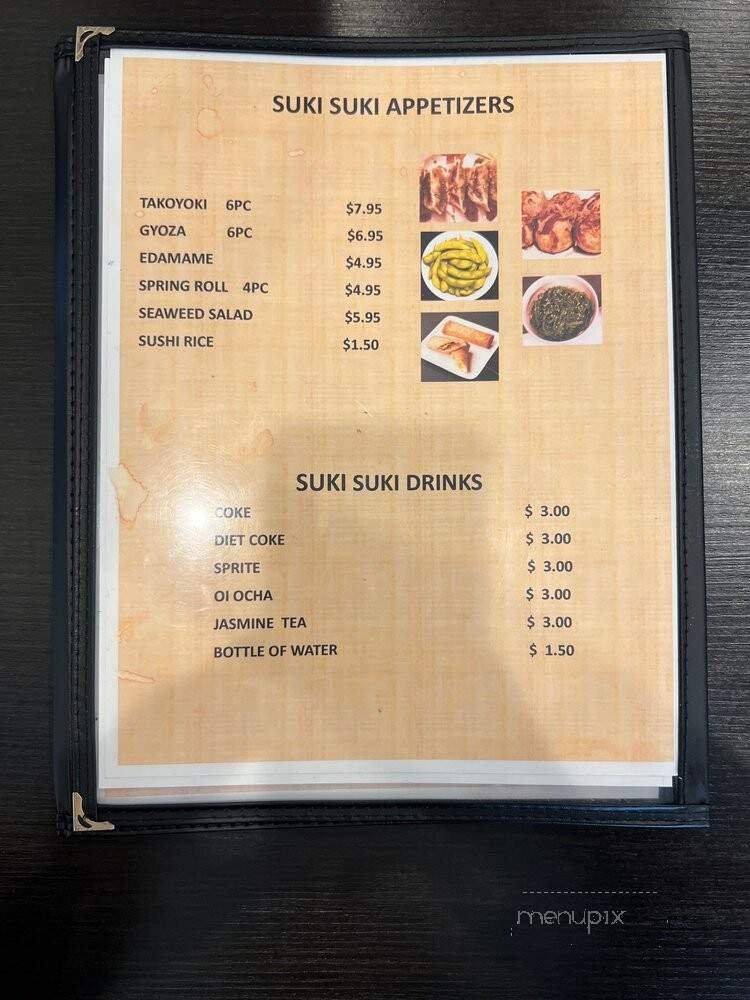 SUKI SUKI APPETIZERS
TAKOYOKI 6PC $7.95
GYOZA 6PC $6.95
EDAMAME $4.95
SPRING ROLL 4PC $4.95
SEAWEED SALAD $5.95
SUSHI RICE $1.50
SUKI SUKI DRINKS
COKE $ 3.00
DIET COKE $ 3.00
SPRITE $ 3.00
OI OCHA $ 3.00
JASMINE TEA $ 3.00
BOTTLE OF WATER $ 1.50
menupix